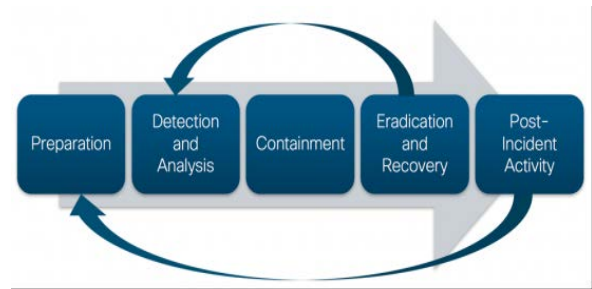 Preparation
Detection
and
Analysis
Containment
Eradication
and
Recovery
Post-
Incident
Activity